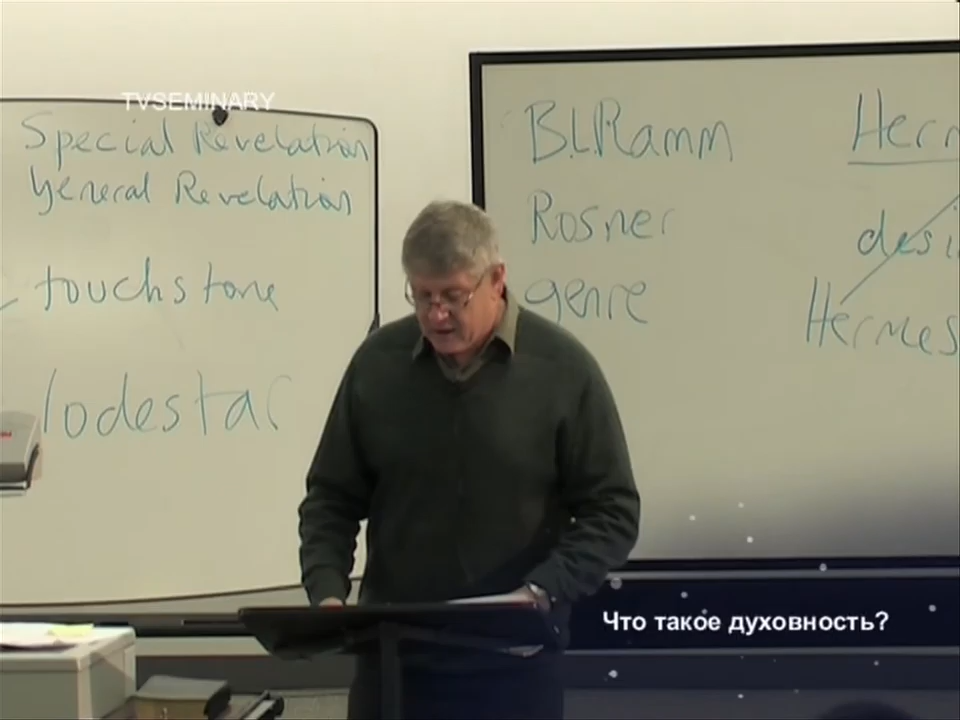 TVSEMINARY
Special Revelation
General Revelation
touchstone
lodestar
B.L.Ramm
Rosner
genre
Hermes
Что такое духовность?